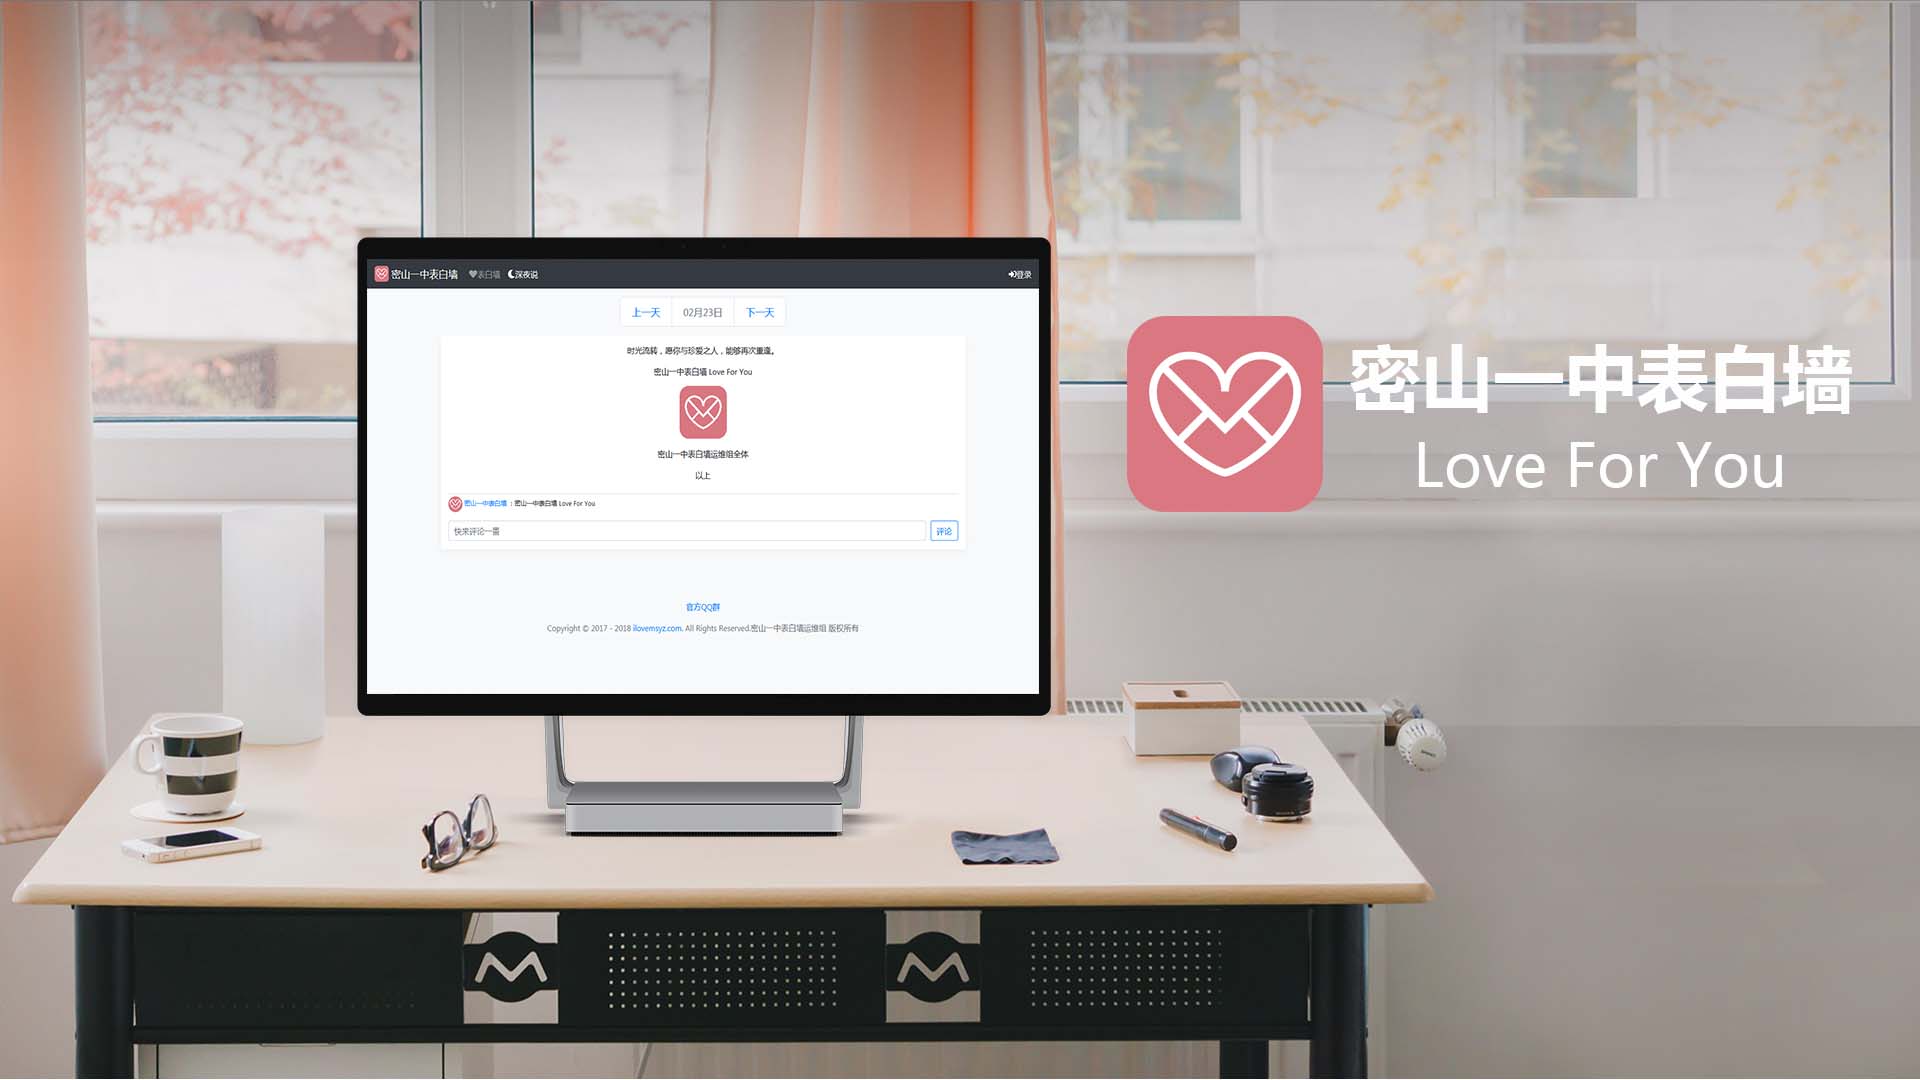 密山一中表白墙 表白墙 深夜说 登录
上一天 02月23日 下一天
时光流转，愿你与珍爱之人，能够再次重逢。
密山一中表白墙 Love For You
密山一中表白墙运维组全体
以上
密山一中表白墙 ：密山一中表白墙 Love For You
快来评论一番 评论
官方QQ群
Copyright © 2017 - 2018 ilovemsyz.com. All Rights Reserved.密山一中表白墙运维组 版权所有
密山一中表白墙
Love For You